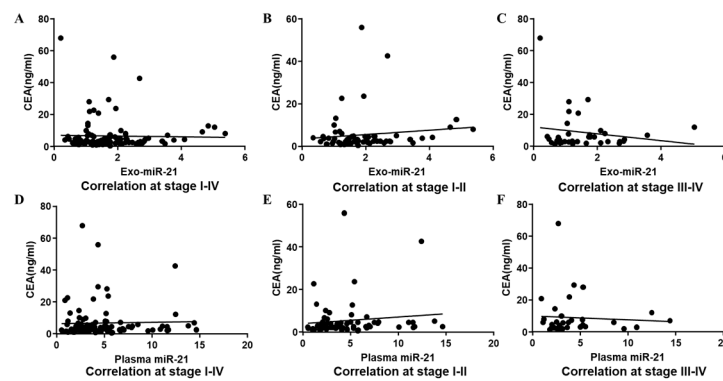 A
CEA(ng/ml)
80
60
40
20
0
0
2
4
6
Exo-miR-21
Correlation at stage I-IV
B
CEA(ng/ml)
60
40
20
0
0
2
4
6
Exo-miR-21
Correlation at stage I-II
C
CEA(ng/ml)
80
60
40
20
0
0
2
4
6
Exo-miR-21
Correlation at stage III-IV
D
CEA(ng/ml)
80
60
40
20
0
0
5
10
15
20
Plasma miR-21
Correlation at stage I-IV
E
CEA(ng/ml)
60
40
20
0
0
5
10
15
20
Plasma miR-21
Correlation at stage I-II
F
CEA(ng/ml)
80
60
40
20
0
0
5
10
15
Plasma miR-21
Correlation at stage III-IV